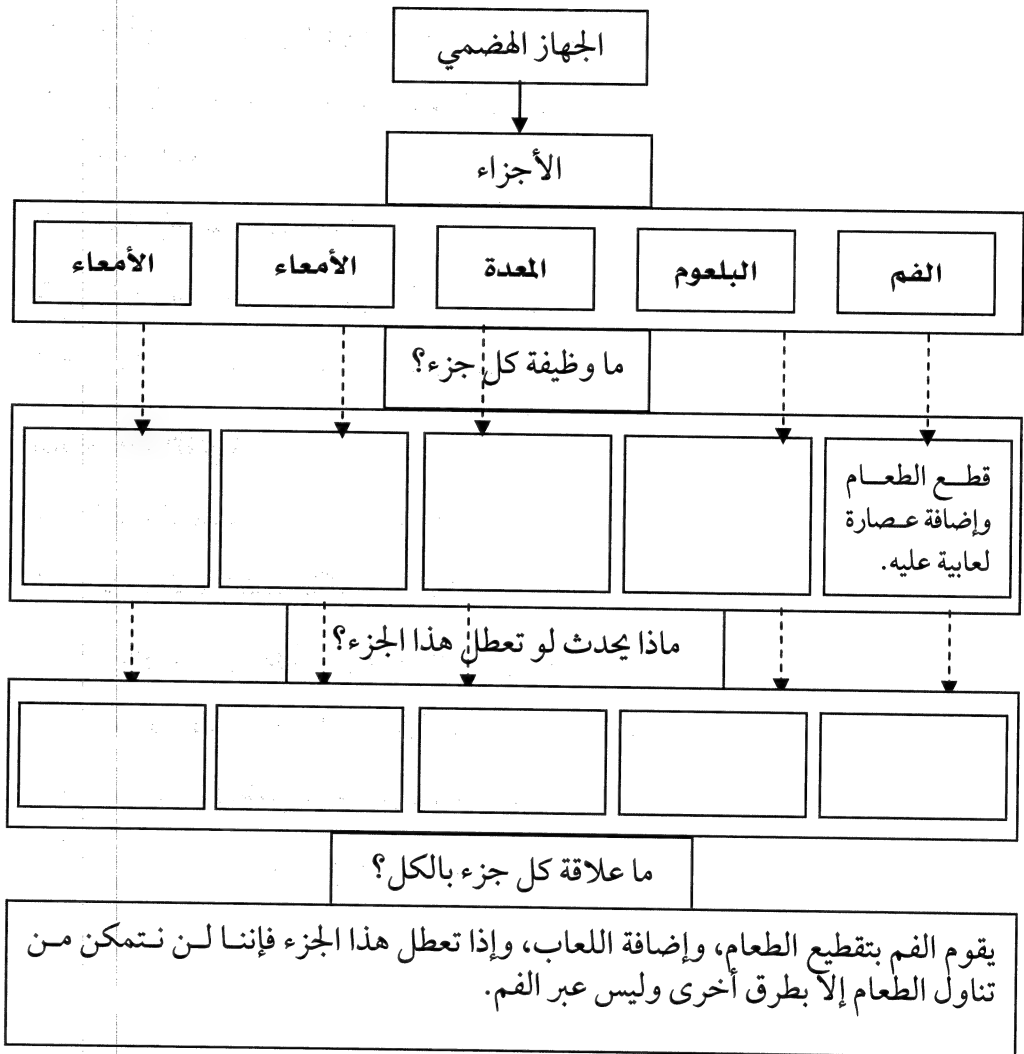 الجهاز الهضمي
الأجزاء
الفم
البلعوم
المعدة
الأمعاء
الأمعاء
ما وظيفة كل جزء؟
قطع الطعام
وإضافة عصارة
لعابية عليه.
ماذا يحدث لو تعطل هذا الجزء؟
ما علاقة كل جزء بالكل؟
يقوم الفم بتقطيع الطعام، وإضافة اللعاب، وإذا تعطل هذا الجزء فإننا لن نتمكن من
تناول الطعام إلا بطرق أخرى وليس عبر الفم.